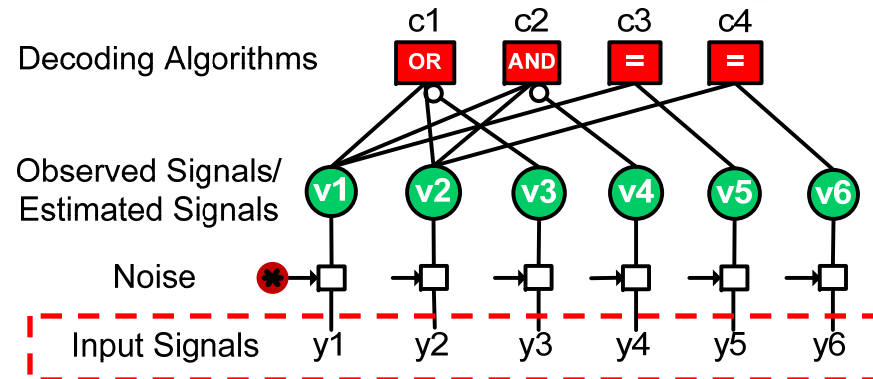 c1 c2 c3 c4
Decoding Algorithms OR AND = =
Observed Signals/
Estimated Signals
v1 v2 v3 v4 v5 v6
Noise *
Input Signals y1 y2 y3 y4 y5 y6